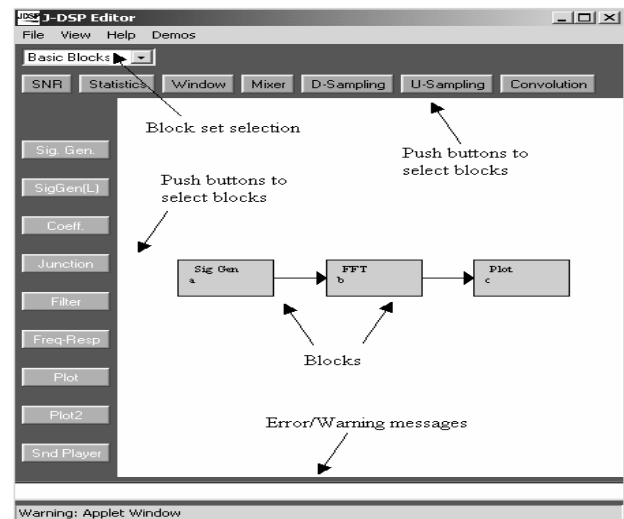 JDSP J-DSP Editor
File View Help Demos
Basic Blocks
SNR Statistics Window Mixer D-Sampling U-Sampling Convolution
Block set selection
Push buttons to
select blocks
Sig. Gen.
SigGen(L)
Push buttons to
select blocks
Coeff.
Junction
Sig Gen
a
FFT
b
Plot
c
Filter
Freq-Resp
Blocks
Plot
Plot2
Error/Warning messages
Snd Player
Warning: Applet Window